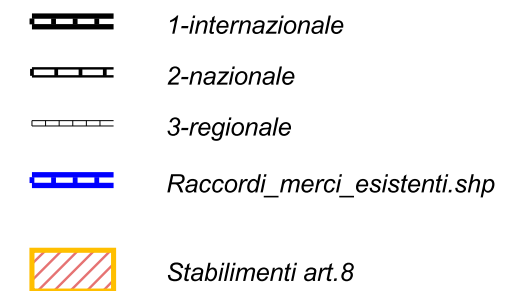 1-internazionale
2-nazionale
3-regionale
Raccordi_merci_esistenti.shp
Stabilimenti art.8